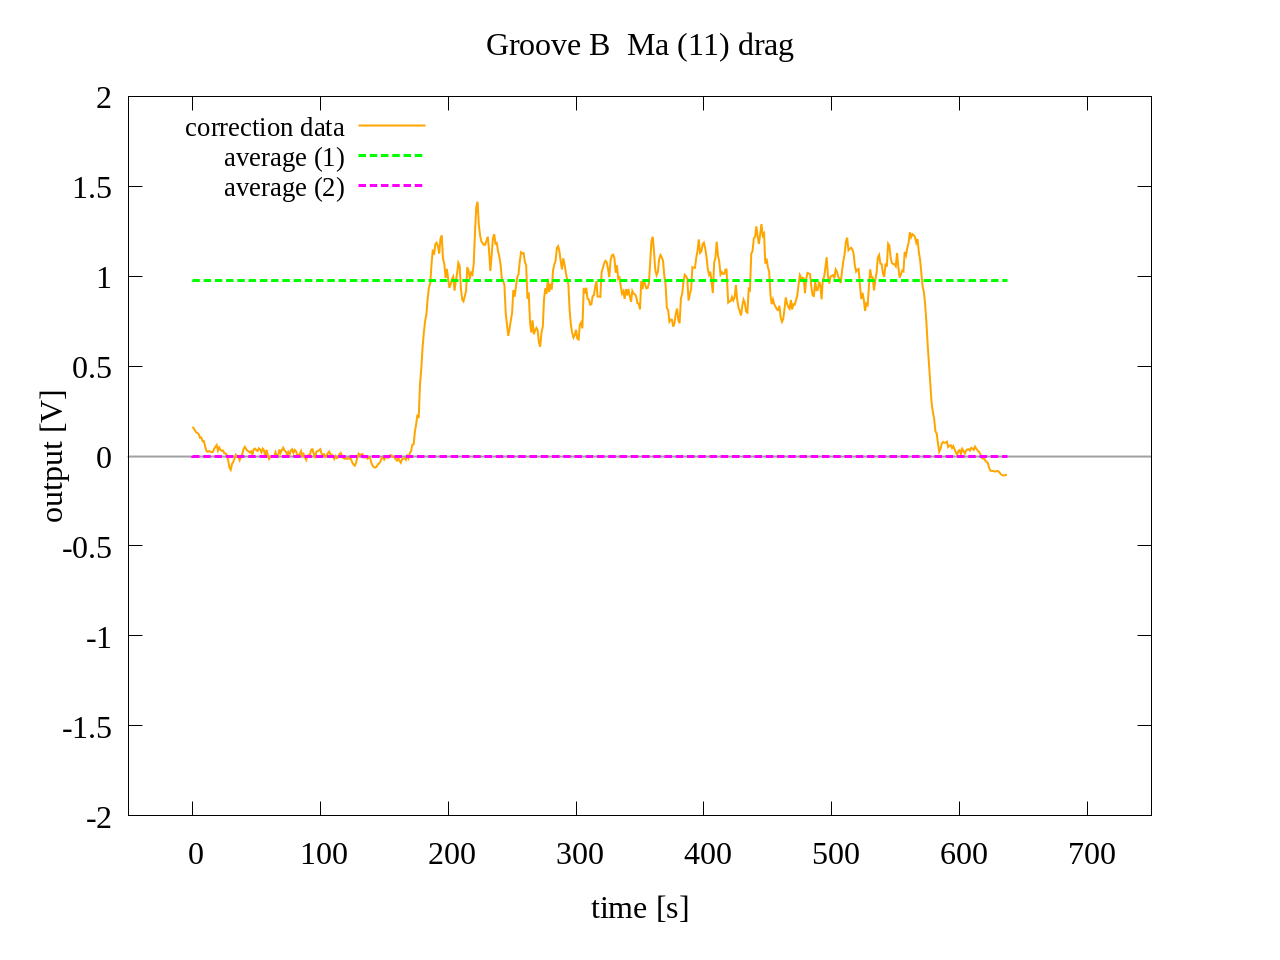 Groove B  Ma (11) drag
correction data
average (1)
average (2)
2
1.5
1
0.5
0
-0.5
-1
-1.5
-2
output [V]
0 100 200 300 400 500 600 700
time [s]